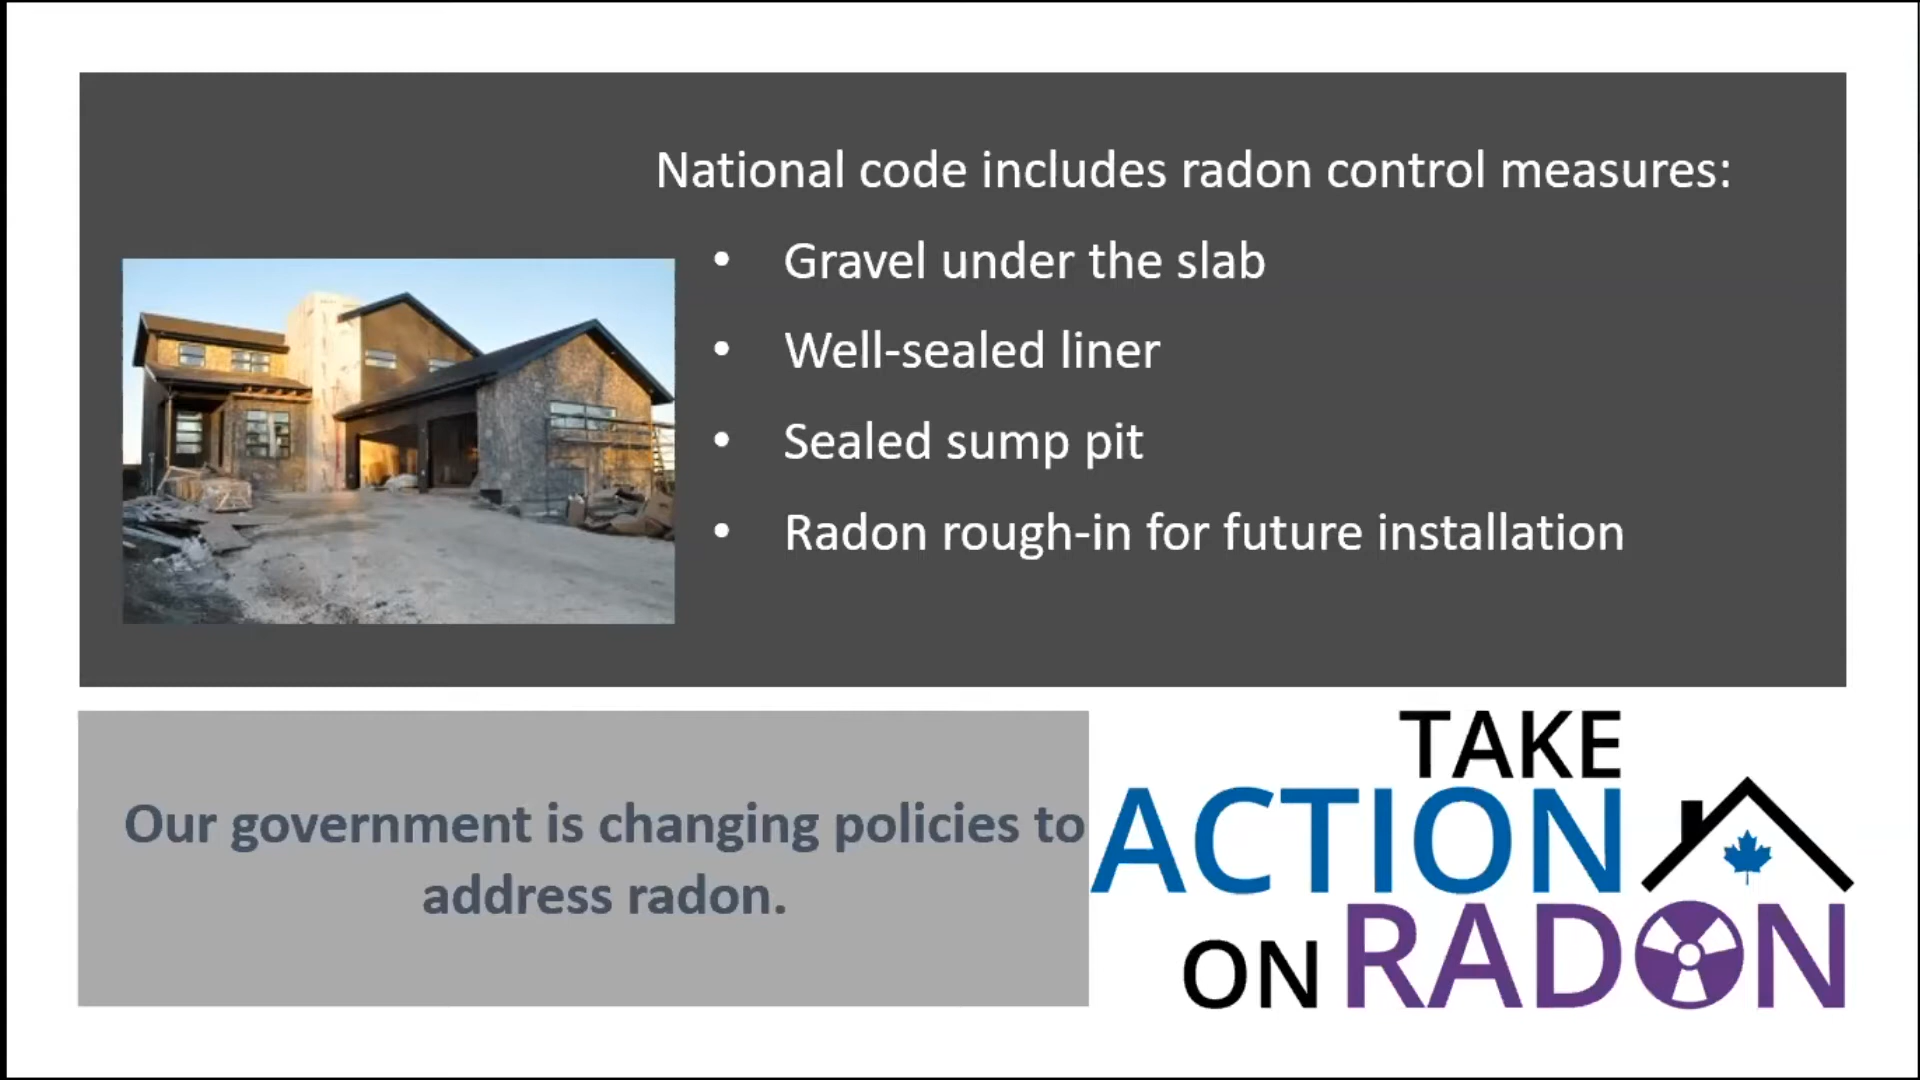 National code includes radon control measures:
• Gravel under the slab
• Well-sealed liner
• Sealed sump pit
• Radon rough-in for future installation
Our government is changing policies to
address radon.
TAKE
ACTION
ON RADON